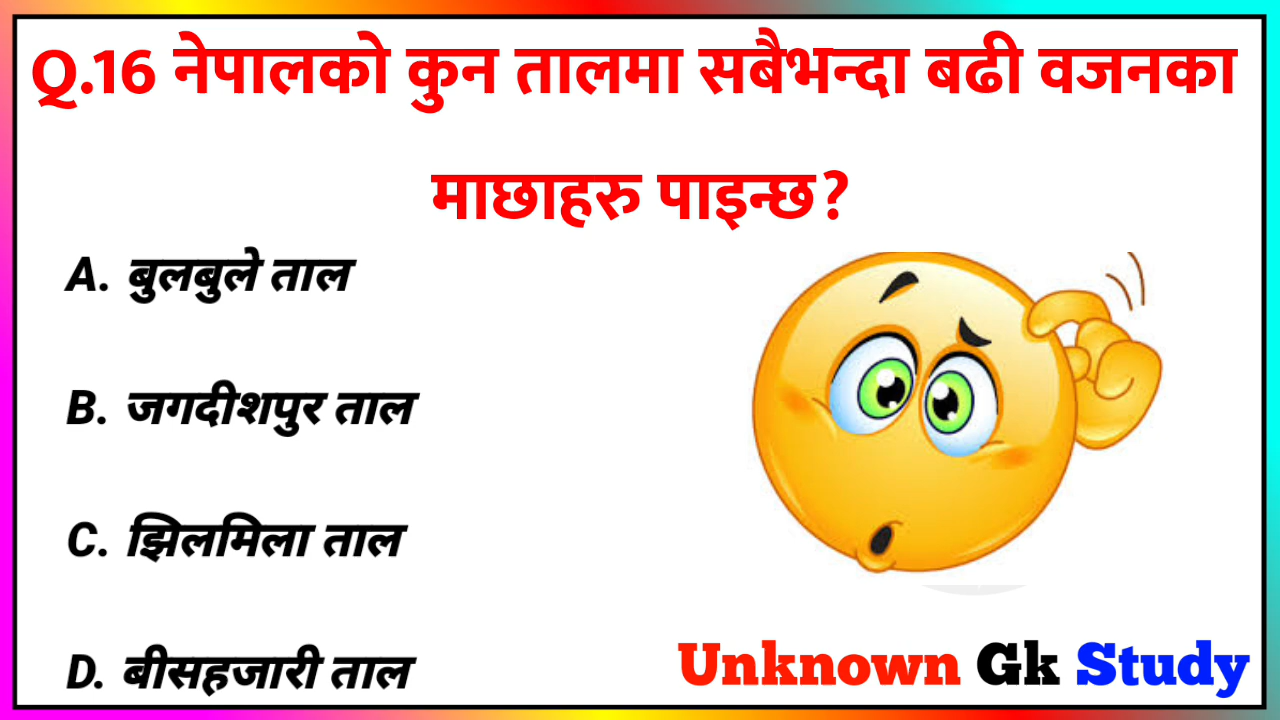 Q.16 नेपालको कुन तालमा सबैभन्दा बढी वजनका
माछाहरु पाइन्छ?
A. बुलबुले ताल
B. जगदीशपुर ताल
C. झिलमिला ताल
D. बीसहजारी ताल
Unknown Gk Study